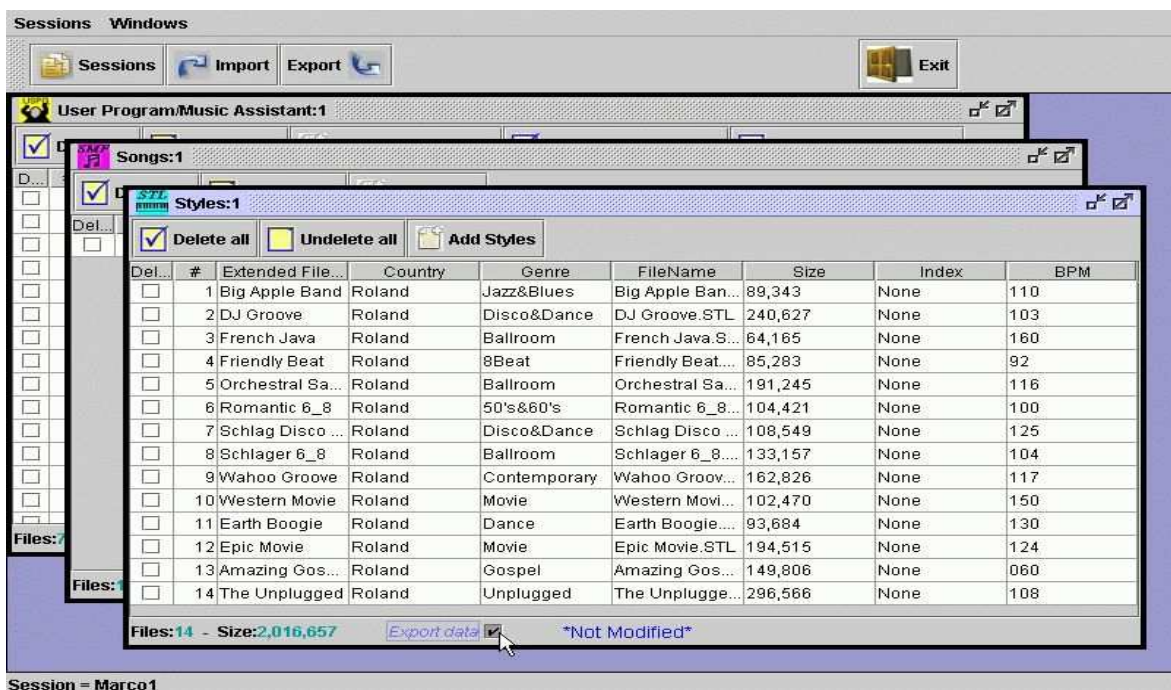 Sessions Windows
Sessions Import Export Exit
User Program/Music Assistant:1
D...
SMF Songs:1
Del...
STL Styles:1
Delete all Undelete all Add Styles
Del... # Extended File... Country Genre FileName Size Index BPM
1 Big Apple Band Roland Jazz&Blues Big Apple Ban... 89,343 None 110
2 DJ Groove Roland Disco&Dance DJ Groove.STL 240,627 None 103
3 French Java Roland Ballroom French Java.S... 64,165 None 160
4 Friendly Beat Roland 8Beat Friendly Beat.... 85,283 None 92
5 Orchestral Sa... Roland Ballroom Orchestral Sa... 191,245 None 116
6 Romantic 6_8 Roland 50's&60's Romantic 6_8... 104,421 None 100
7 Schlag Disco ... Roland Disco&Dance Schlag Disco ... 108,549 None 125
8 Schlager 6_8 Roland Ballroom Schlager 6_8.... 133,157 None 104
9 Wahoo Groove Roland Contemporary Wahoo Groov... 162,826 None 117
10 Western Movie Roland Movie Western Movi... 102,470 None 150
11 Earth Boogie Roland Dance Earth Boogie.... 93,684 None 130
12 Epic Movie Roland Movie Epic Movie.STL 194,515 None 124
13 Amazing Gos... Roland Gospel Amazing Gos... 149,806 None 060
14 The Unplugged Roland Unplugged The Unplugge... 296,566 None 108
Files:7
Files:1
Files:14 - Size:2,016,657 Export data *Not Modified*
Session = Marco1